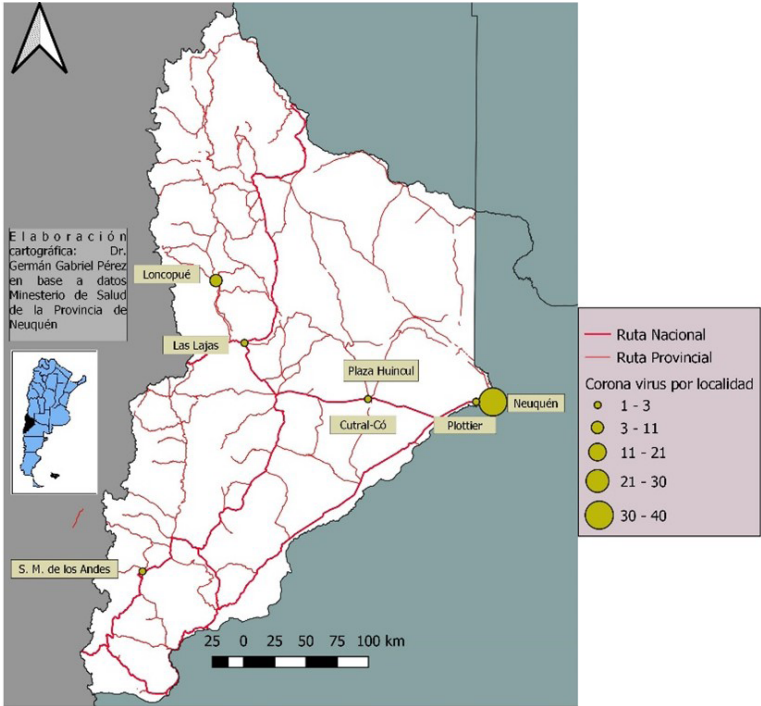 Elaboración
cartográfica: Dr.
Germán Gabriel Pérez
en base a datos
Minesterio de Salud
de la Provincia de
Neuquén
Loncopué
Las Lajas
Plaza Huincul
Cutral-Có
Plottier
Neuquén
S. M. de los Andes
25 0 25 50 75 100 km
Ruta Nacional
Ruta Provincial
Corona virus por localidad
1 - 3
3 - 11
11 - 21
21 - 30
30 - 40